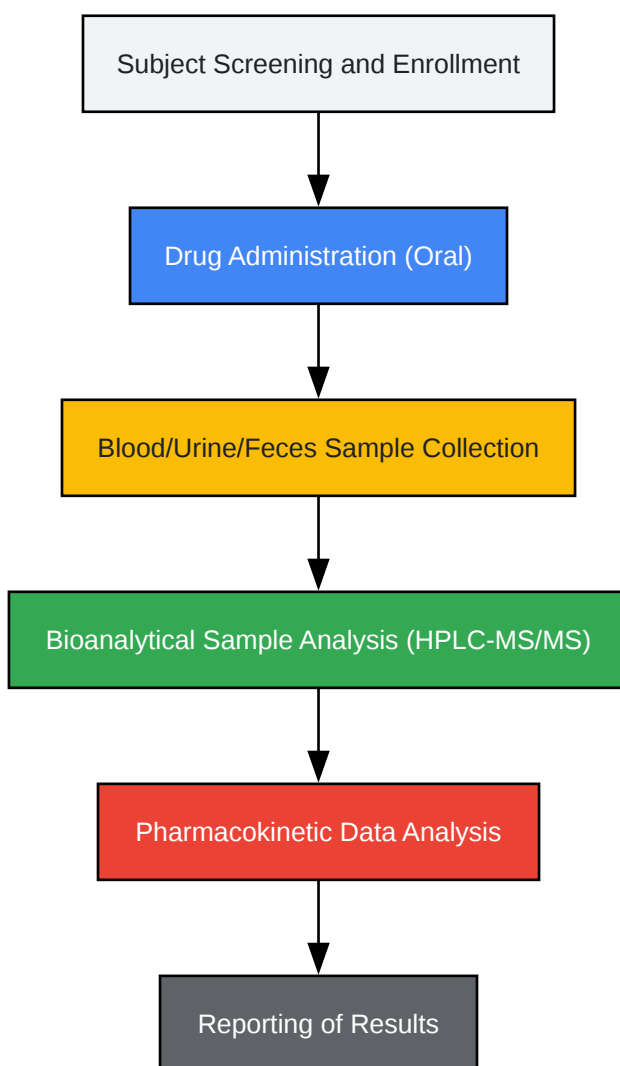 Subject Screening and Enrollment
Drug Administration (Oral)
Blood/Urine/Feces Sample Collection
Bioanalytical Sample Analysis (HPLC-MS/MS)
Pharmacokinetic Data Analysis
Reporting of Results